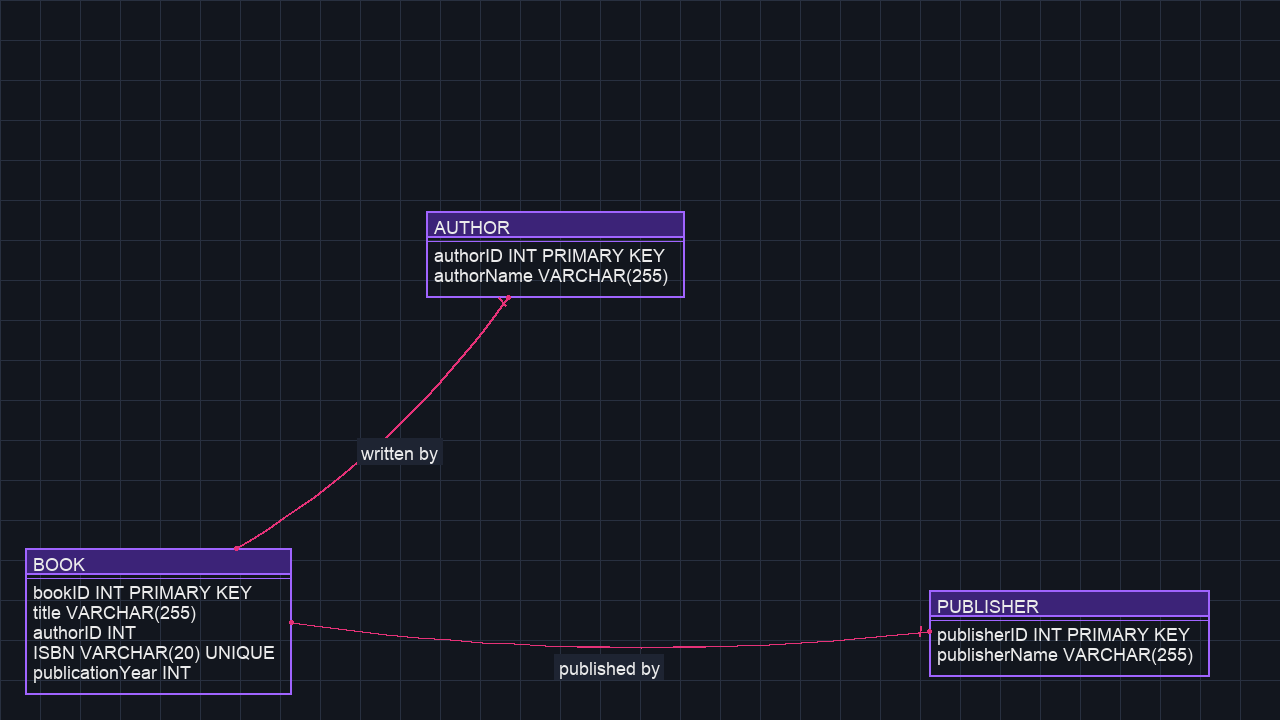 AUTHOR
authorID INT PRIMARY KEY
authorName VARCHAR(255)
written by
BOOK
bookID INT PRIMARY KEY
title VARCHAR(255)
authorID INT
ISBN VARCHAR(20) UNIQUE
publicationYear INT
published by
PUBLISHER
publisherID INT PRIMARY KEY
publisherName VARCHAR(255)